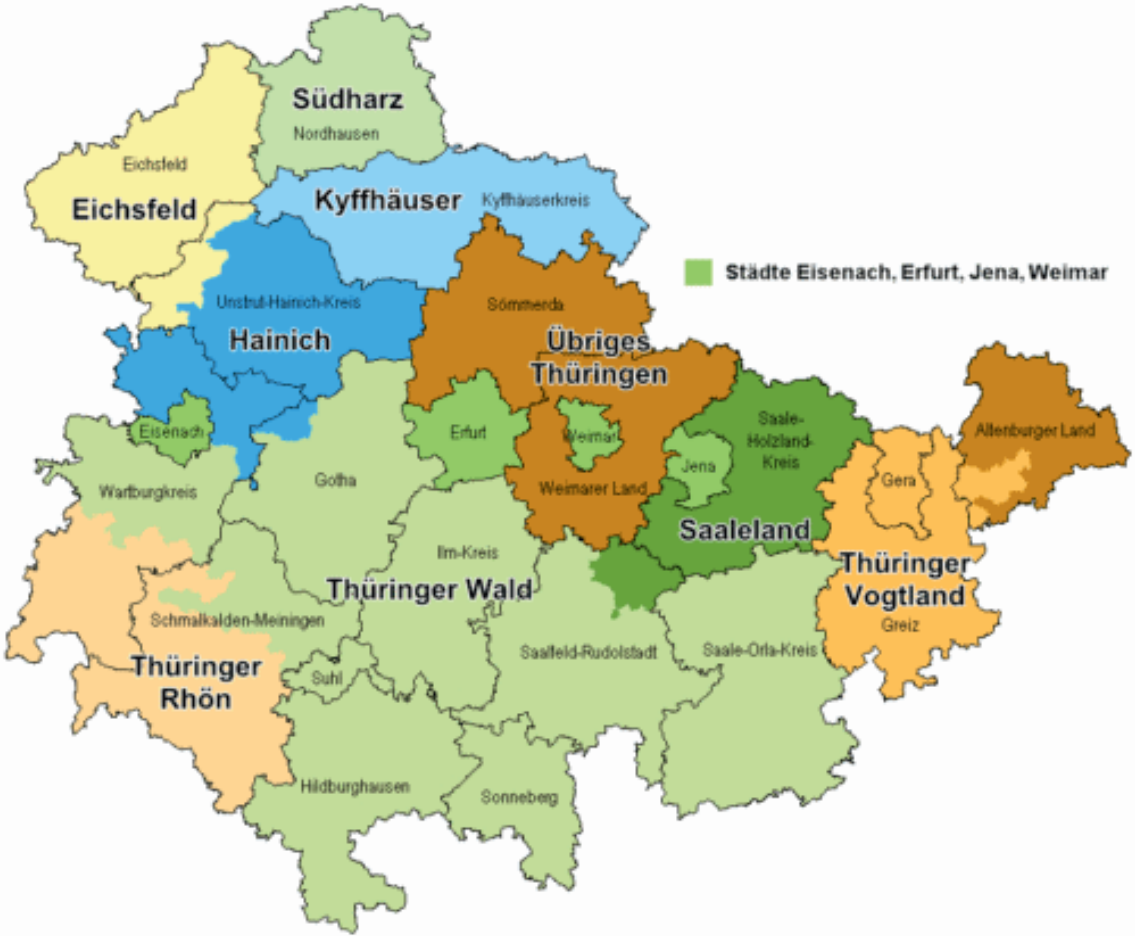 Südharz
Nordhausen
Eichsfeld
Eichsfeld
Kyffhäuser
Kyffhäuserkreis
Städte Eisenach, Erfurt, Jena, Weimar
Unstrut-Hainich-Kreis
Hainich
Sömmerda
Übriges
Thüringen
Eisenach
Erfurt
Weimar
Saale-
Holzland-
Kreis
Jena
Altenburger Land
Wartburgkreis
Gotha
Weimarer Land
Gera
Saaleland
Ilm-Kreis
Thüringer Wald
Thüringer
Vogtland
Greiz
Schmalkalden-Meiningen
Thüringer
Rhön
Suhl
Saalfeld-Rudolstadt
Saale-Orla-Kreis
Hildburghausen
Sonneberg